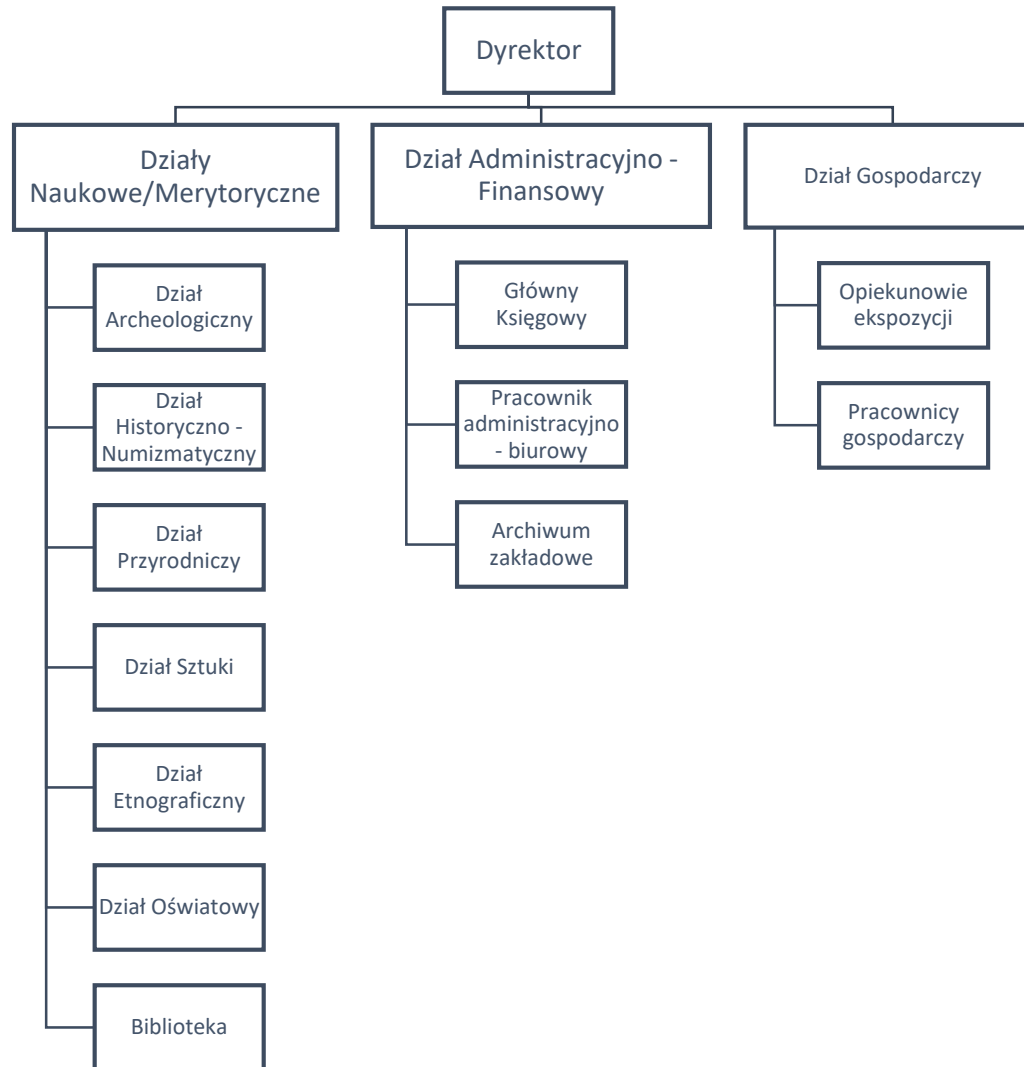 Dyrektor
Działy
Naukowe/Merytoryczne
Dział
Archeologiczny
Dział
Historyczno -
Numizmatyczny
Dział
Przyrodniczy
Dział Sztuki
Dział
Etnograficzny
Dział Oświatowy
Biblioteka
Dział Administracyjno -
Finansowy
Główny
Księgowy
Pracownik
administracyjno
- biurowy
Archiwum
zakładowe
Dział Gospodarczy
Opiekunowie
ekspozycji
Pracownicy
gospodarczy